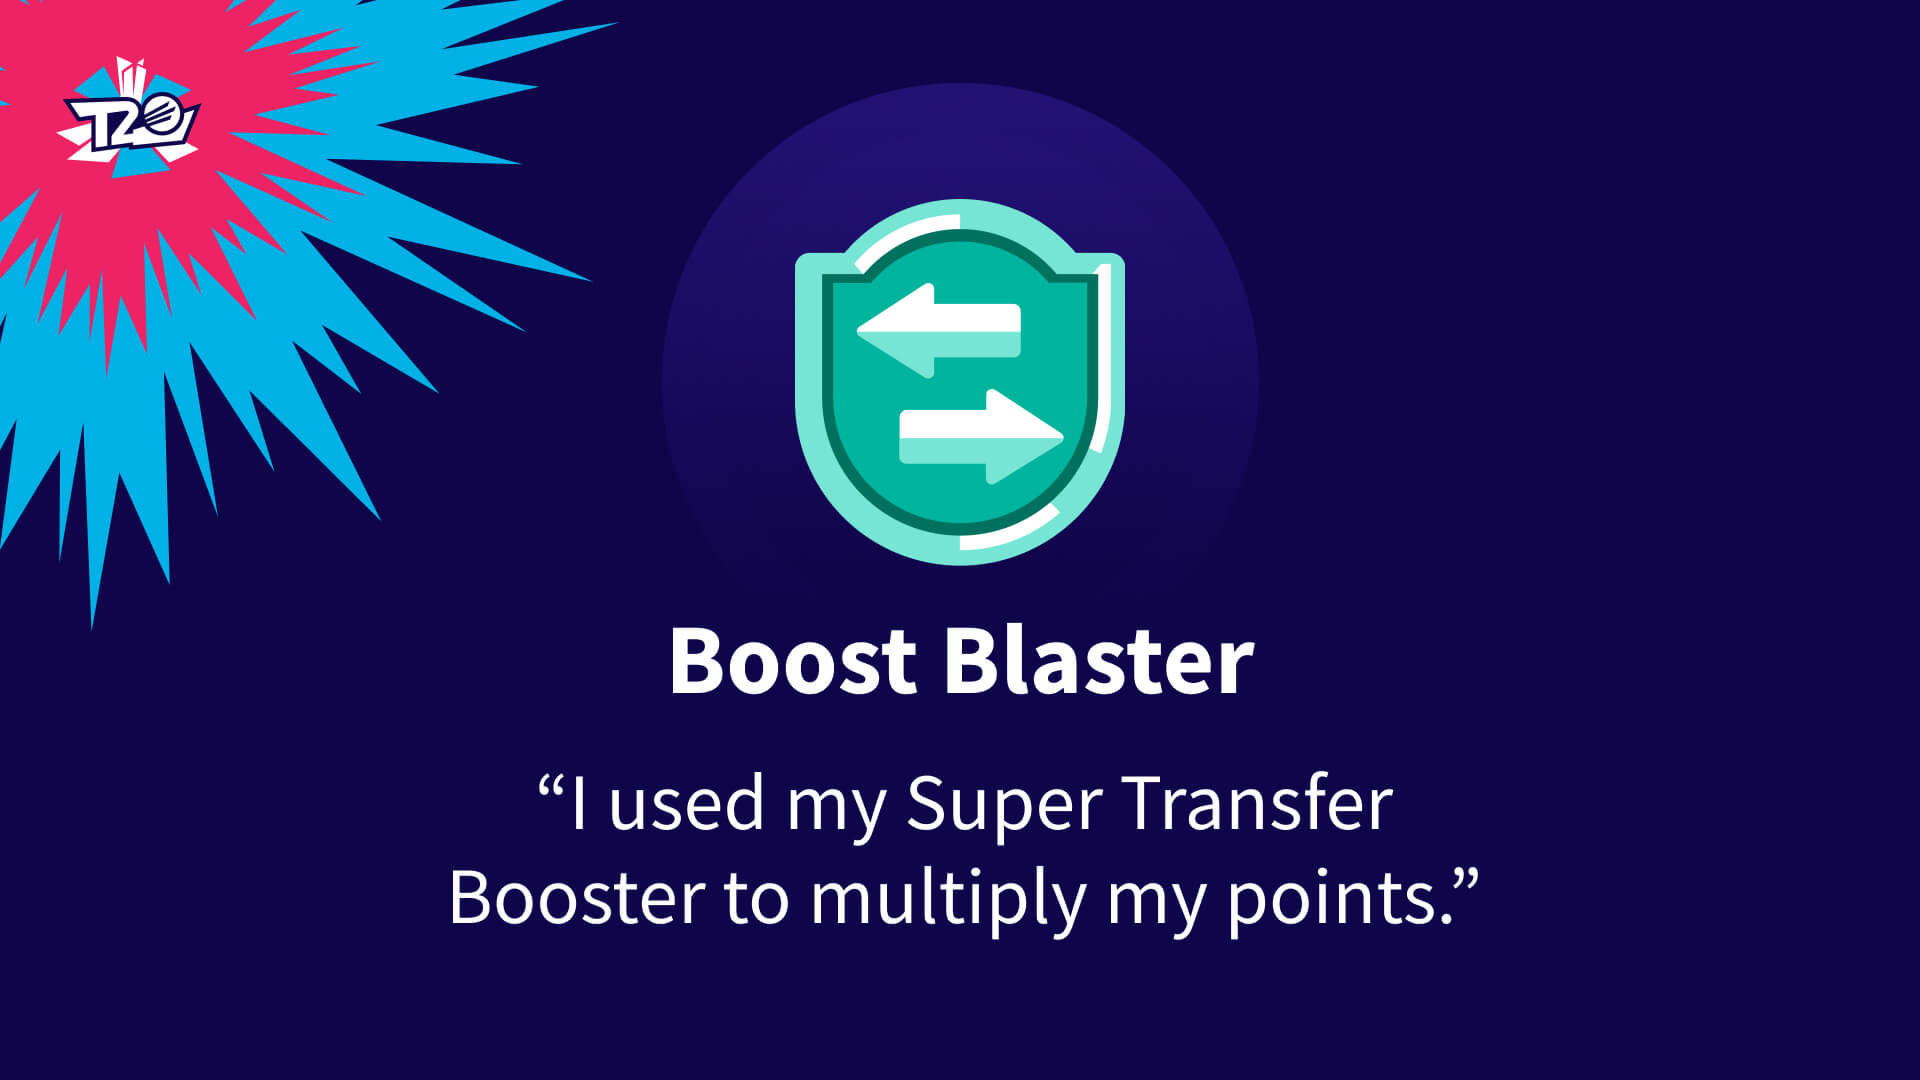 T20
Boost Blaster
“I used my Super Transfer
Booster to multiply my points.”